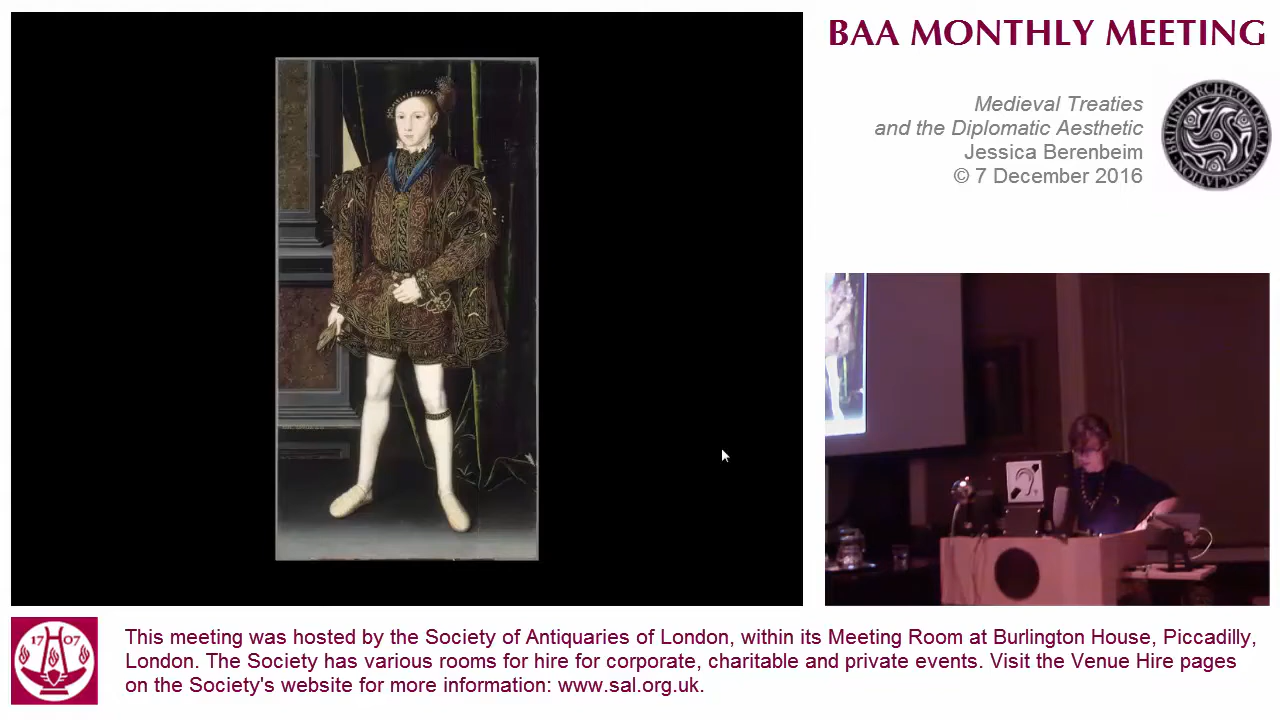 BAA MONTHLY MEETING
Medieval Treaties
and the Diplomatic Aesthetic
Jessica Berenbeim
© 7 December 2016
BRITISH · ARCHÆOLOGICAL · ASSOCIATION
17 07
This meeting was hosted by the Society of Antiquaries of London, within its Meeting Room at Burlington House, Piccadilly,
London. The Society has various rooms for hire for corporate, charitable and private events. Visit the Venue Hire pages
on the Society's website for more information: www.sal.org.uk.